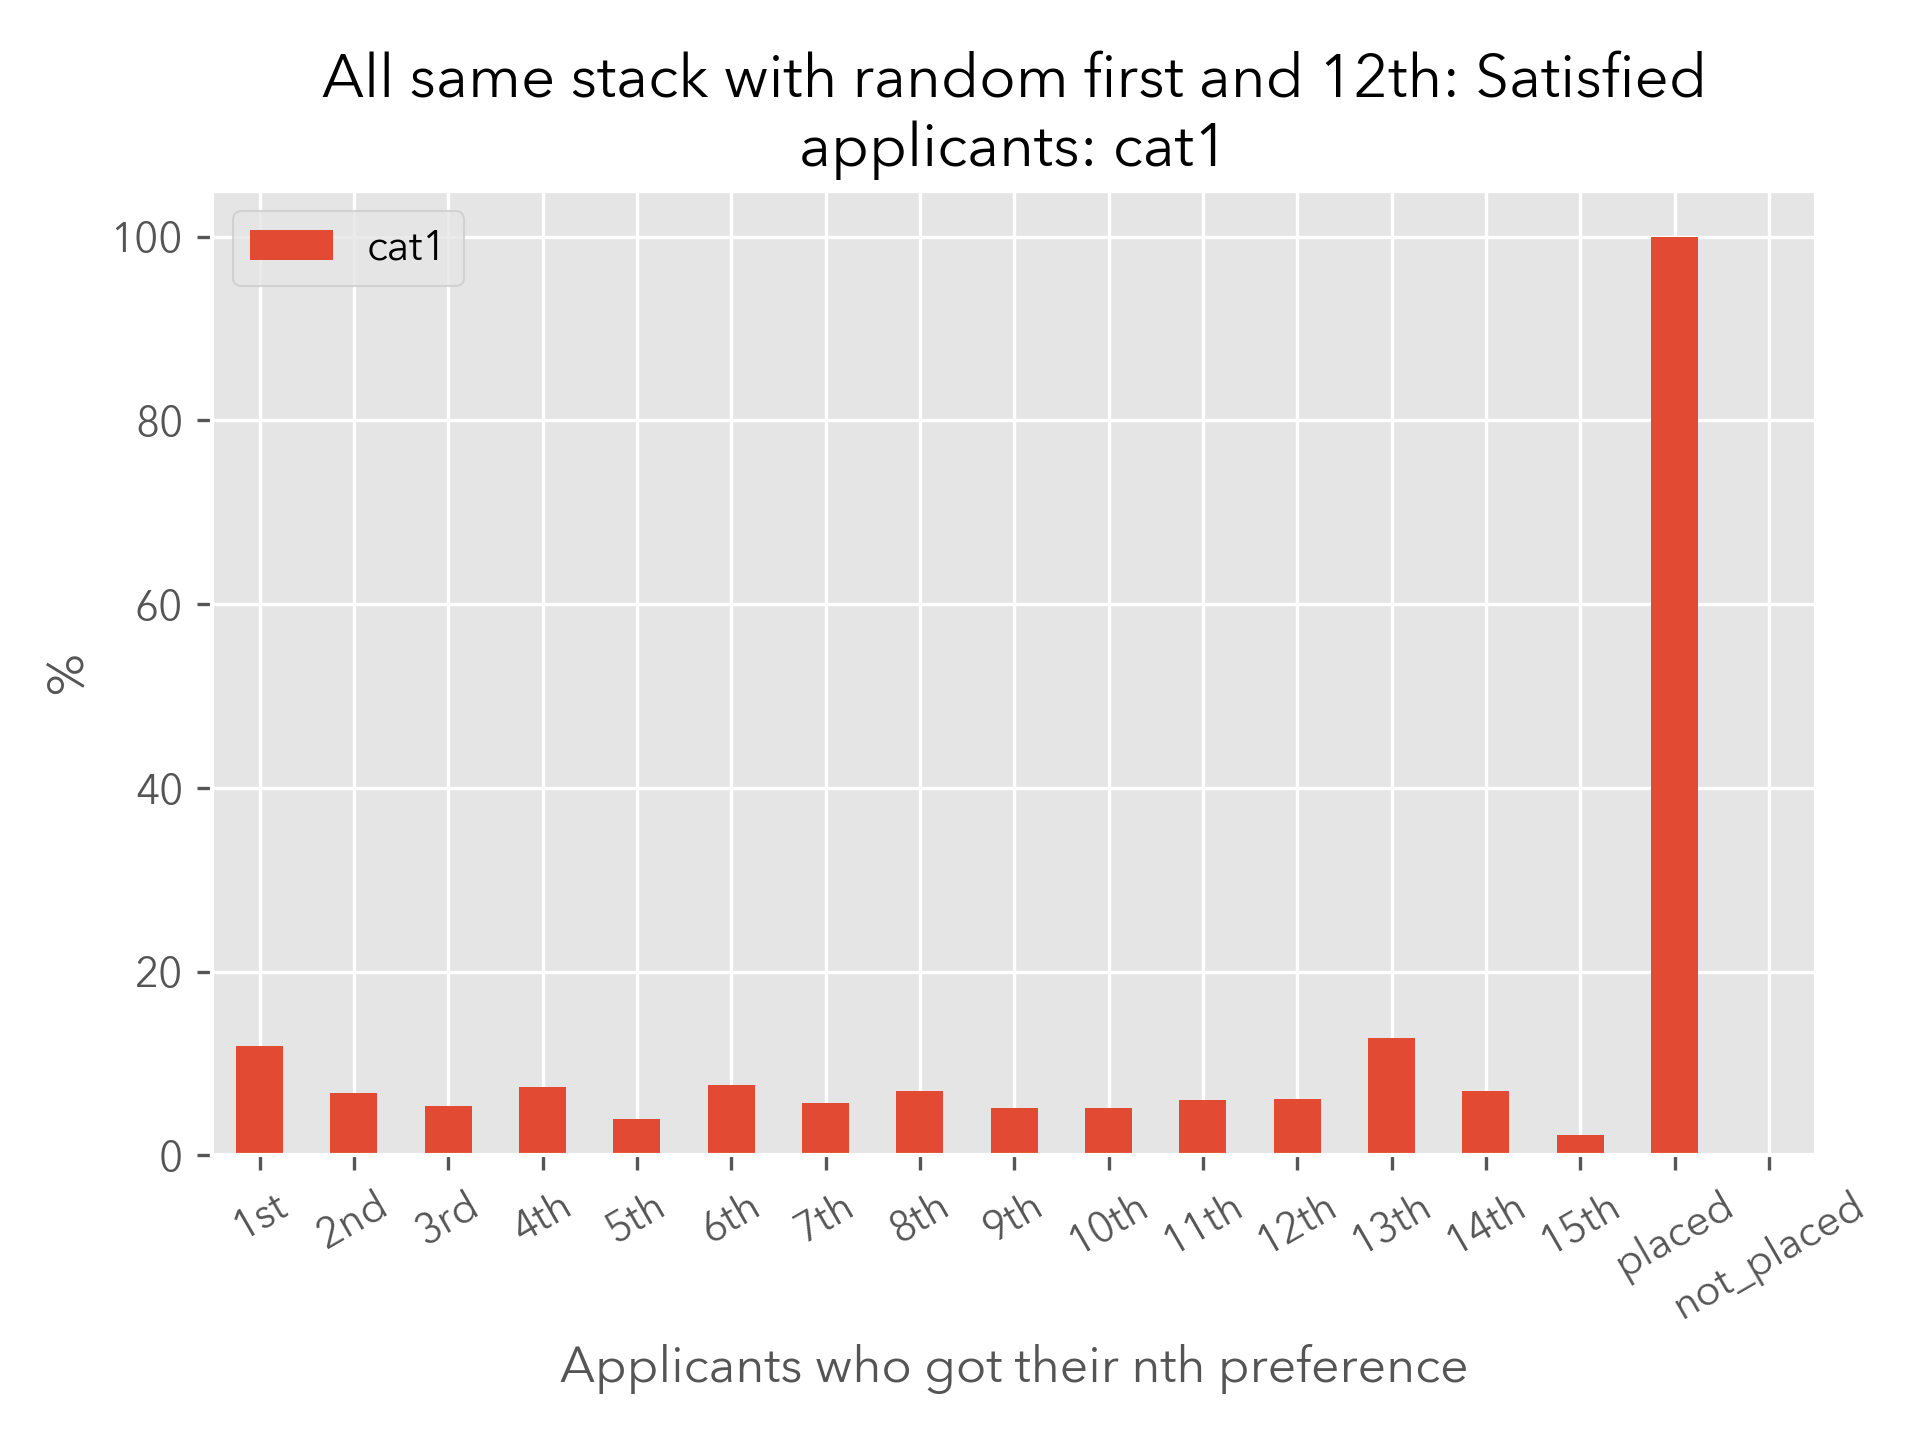 All same stack with random first and 12th: Satisfied
applicants: cat1
cat1
100
80
60
40
20
0
%
1st
2nd
3rd
4th
5th
6th
7th
8th
9th
10th
11th
12th
13th
14th
15th
placed
not_placed
Applicants who got their nth preference